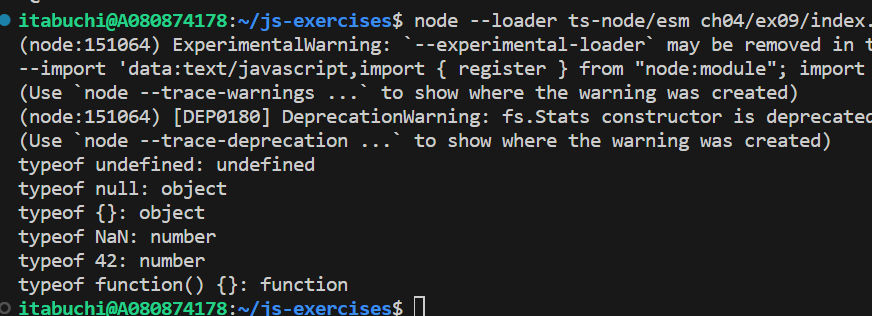 itabuchi@A080874178:~/js-exercises$ node --loader ts-node/esm ch04/ex09/index.
(node:151064) ExperimentalWarning: `--experimental-loader` may be removed in t
--import 'data:text/javascript,import { register } from "node:module"; import
(Use `node --trace-warnings ...` to show where the warning was created)
(node:151064) [DEP0180] DeprecationWarning: fs.Stats constructor is deprecated
(Use `node --trace-deprecation ...` to show where the warning was created)
typeof undefined: undefined
typeof null: object
typeof {}: object
typeof NaN: number
typeof 42: number
typeof function() {}: function
itabuchi@A080874178:~/js-exercises$